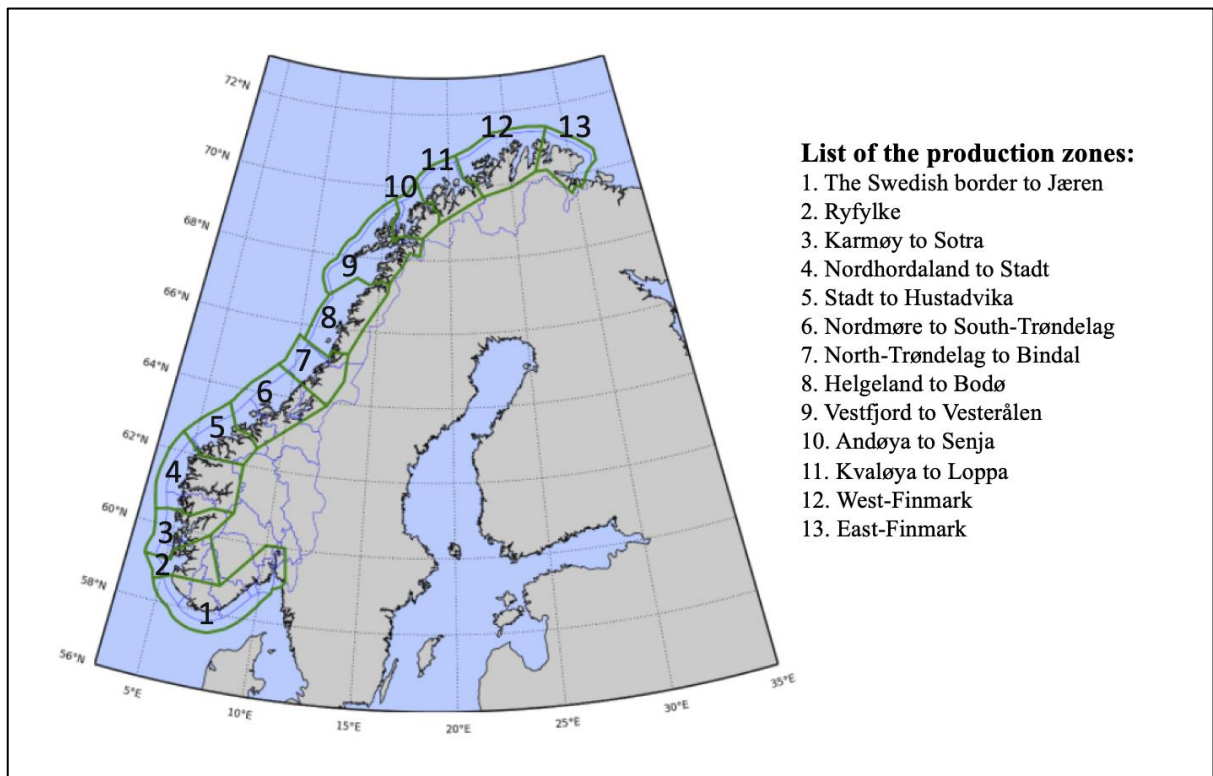 72°N
70°N
68°N
66°N
64°N
62°N
60°N
58°N
56°N
5°E
10°E
15°E
20°E
25°E
30°E
35°E
13
12
11
10
9
8
7
6
5
4
3
2
1
List of the production zones:
1. The Swedish border to Jæren
2. Ryfylke
3. Karmøy to Sotra
4. Nordhordaland to Stadt
5. Stadt to Hustadvika
6. Nordmøre to South-Trøndelag
7. North-Trøndelag to Bindal
8. Helgeland to Bodø
9. Vestfjord to Vesterålen
10. Andøya to Senja
11. Kvaløya to Loppa
12. West-Finmark
13. East-Finmark